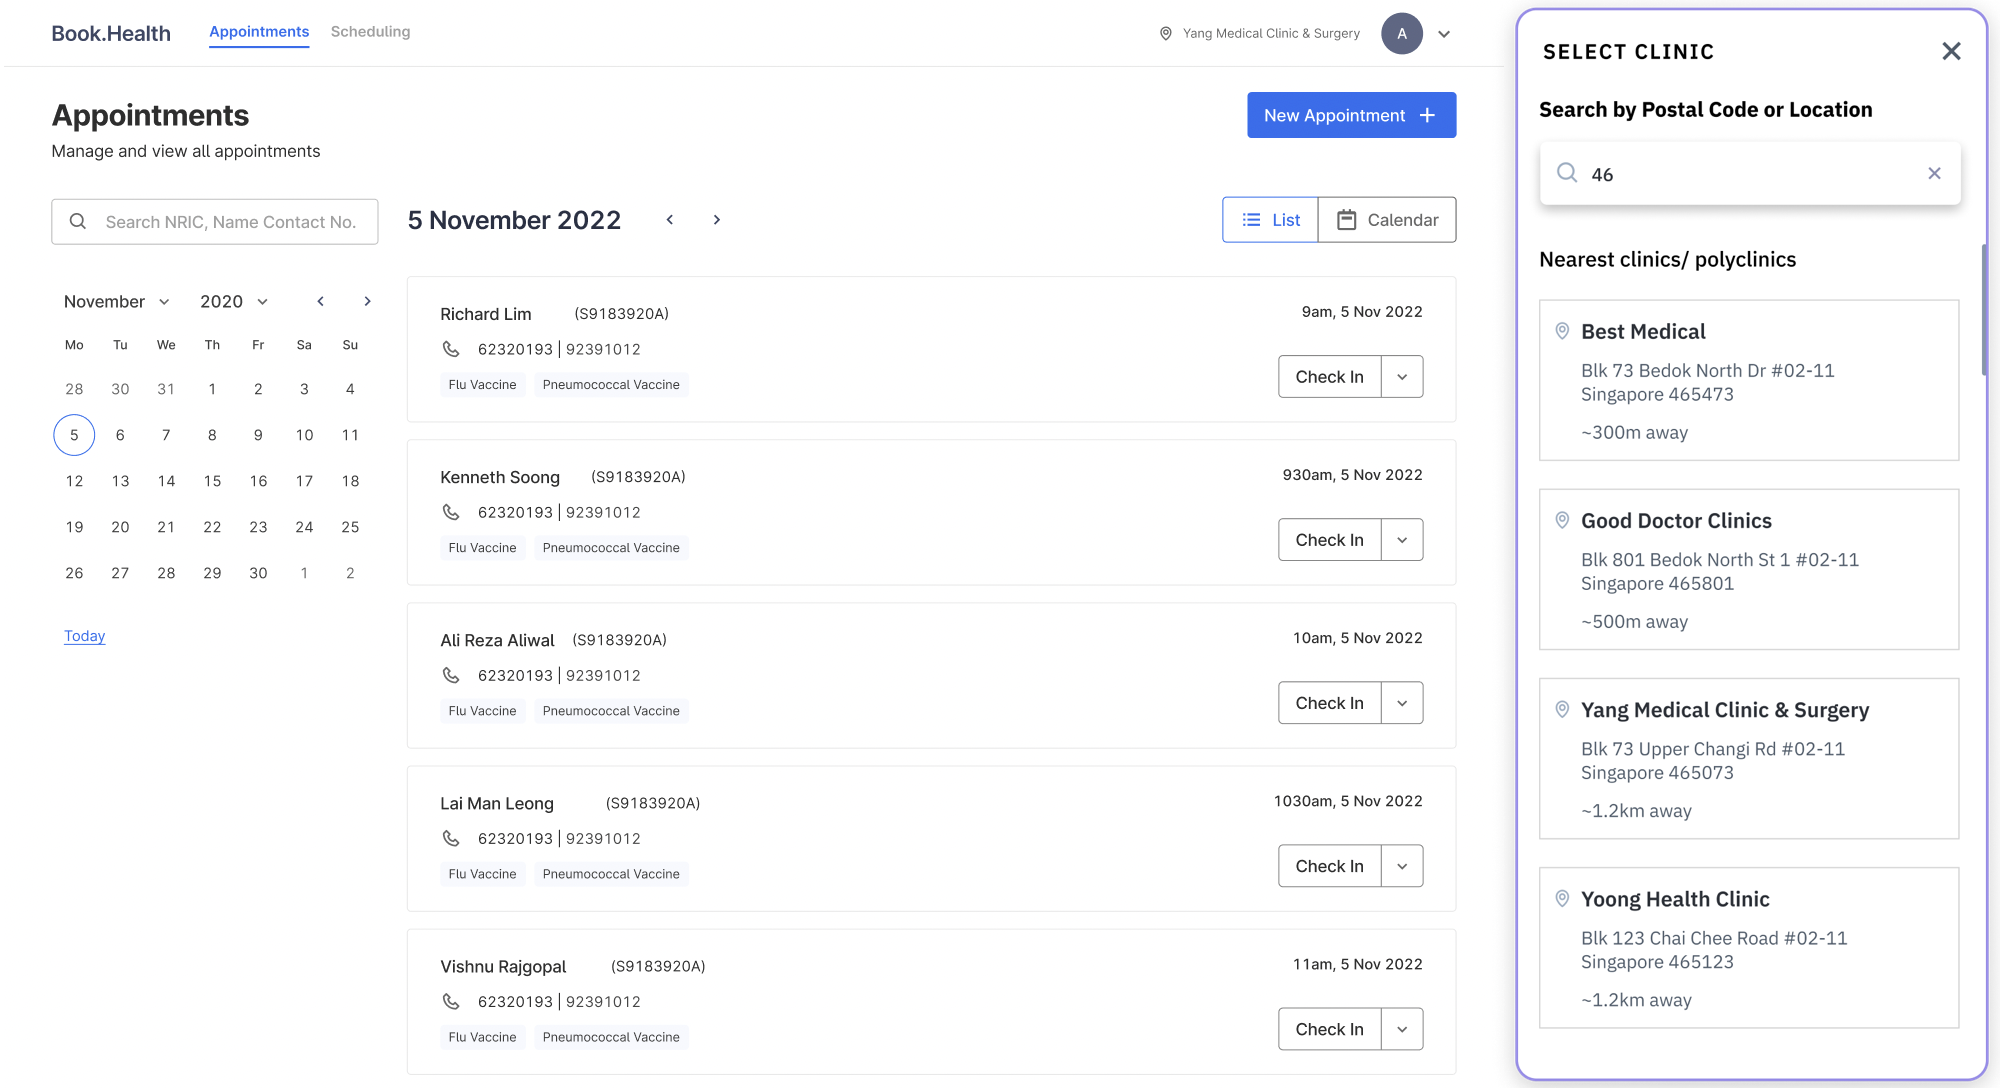 Book.Health
Appointments
Scheduling
Yang Medical Clinic & Surgery
A
Appointments
Manage and view all appointments
New Appointment
Search NRIC, Name Contact No.
5 November 2022
List
Calendar
November 2020
Mo Tu We Th Fr Sa Su
28 30 31 1 2 3 4
5 6 7 8 9 10 11
12 13 14 15 16 17 18
19 20 21 22 23 24 25
26 27 28 29 30 1 2
Today
Richard Lim (S9183920A)
9am, 5 Nov 2022
62320193 | 92391012
Flu Vaccine Pneumococcal Vaccine
Check In
Kenneth Soong (S9183920A)
930am, 5 Nov 2022
62320193 | 92391012
Flu Vaccine Pneumococcal Vaccine
Check In
Ali Reza Aliwal (S9183920A)
10am, 5 Nov 2022
62320193 | 92391012
Flu Vaccine Pneumococcal Vaccine
Check In
Lai Man Leong (S9183920A)
1030am, 5 Nov 2022
62320193 | 92391012
Flu Vaccine Pneumococcal Vaccine
Check In
Vishnu Rajgopal (S9183920A)
11am, 5 Nov 2022
62320193 | 92391012
Flu Vaccine Pneumococcal Vaccine
Check In
SELECT CLINIC
Search by Postal Code or Location
46
Nearest clinics/ polyclinics
Best Medical
Blk 73 Bedok North Dr #02-11
Singapore 465473
~300m away
Good Doctor Clinics
Blk 801 Bedok North St 1 #02-11
Singapore 465801
~500m away
Yang Medical Clinic & Surgery
Blk 73 Upper Changi Rd #02-11
Singapore 465073
~1.2km away
Yoong Health Clinic
Blk 123 Chai Chee Road #02-11
Singapore 465123
~1.2km away